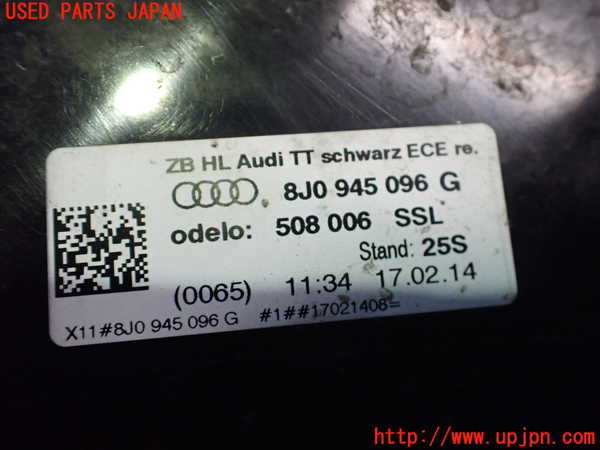 USED PARTS JAPAN
ZB HL Audi TT schwarz ECE re.
8J0 945 096 G
odelo: 508 006 SSL
Stand: 25S
(0065) 11:34 17.02.14
X11#8J0 945 096 G #1##17021408=
http://www.upjpn.com/